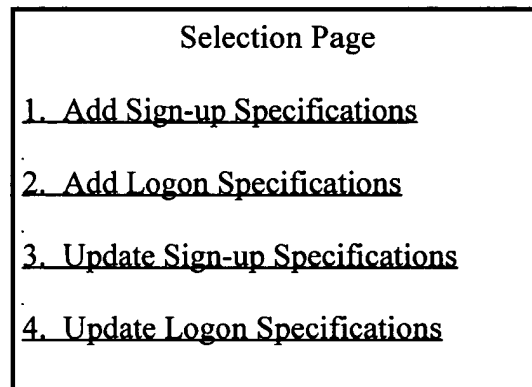 Selection Page
1. Add Sign-up Specifications
2. Add Logon Specifications
3. Update Sign-up Specifications
4. Update Logon Specifications